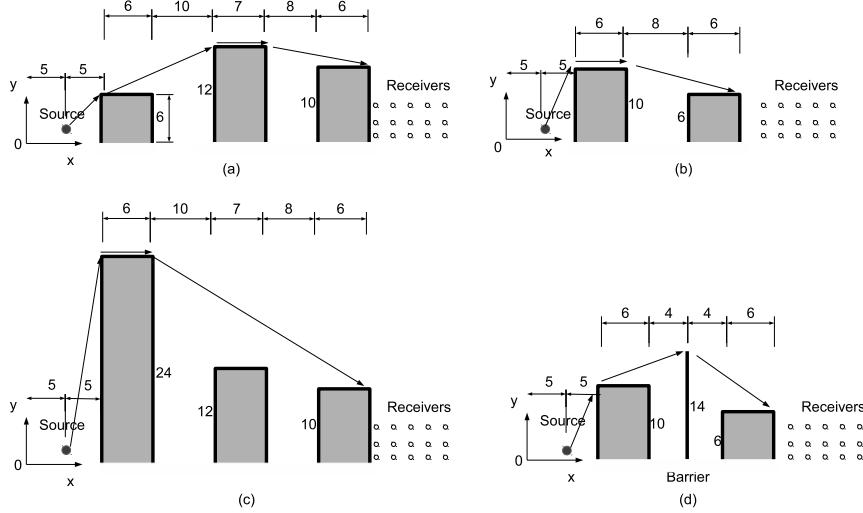 6 10 7 8 6
5 5
y
Source
0
x
6
12
10
Receivers
(a)
6 8 6
5 5
y
Source
0
x
10
6
Receivers
(b)
6 10 7 8 6
5 5
y
Source
0
x
24
12
10
Receivers
(c)
6 4 4 6
5 5
y
Source
0
x
10
14
6
Receivers
Barrier
(d)